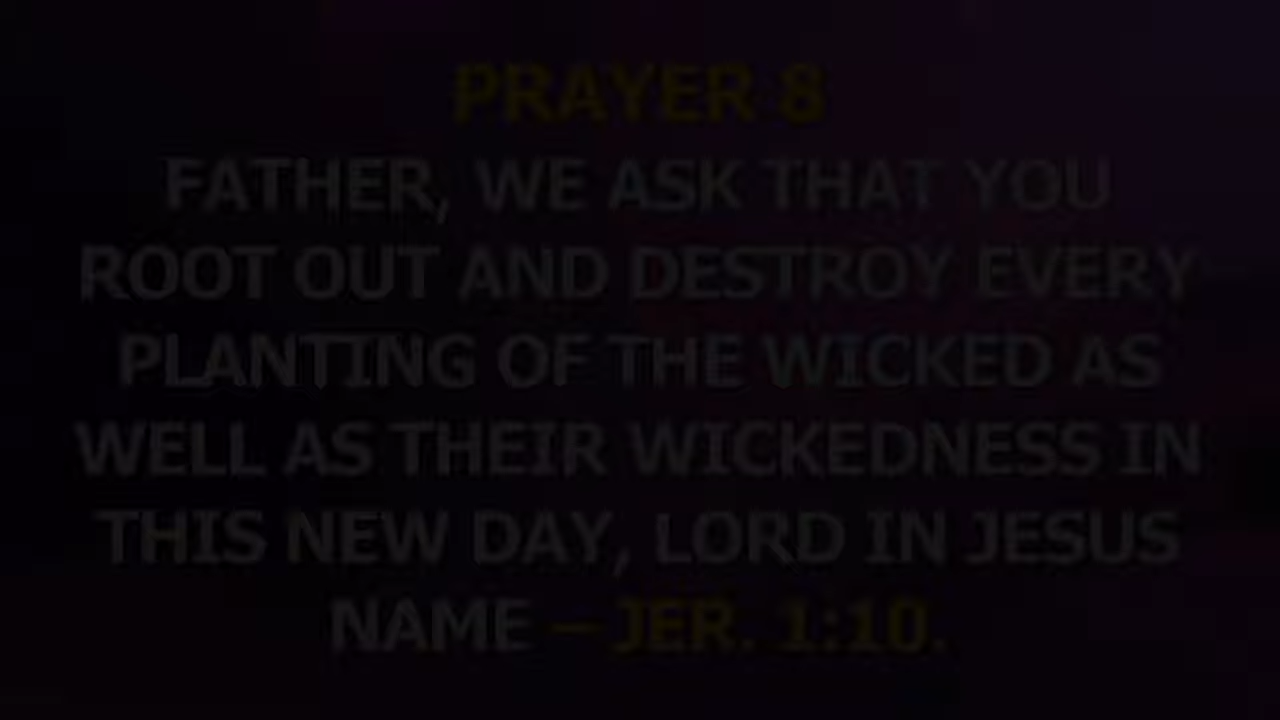 PRAYER 8
FATHER, WE ASK THAT YOU
ROOT OUT AND DESTROY EVERY
PLANTING OF THE WICKED AS
WELL AS THEIR WICKEDNESS IN
THIS NEW DAY, LORD IN JESUS
NAME – JER. 1:10.